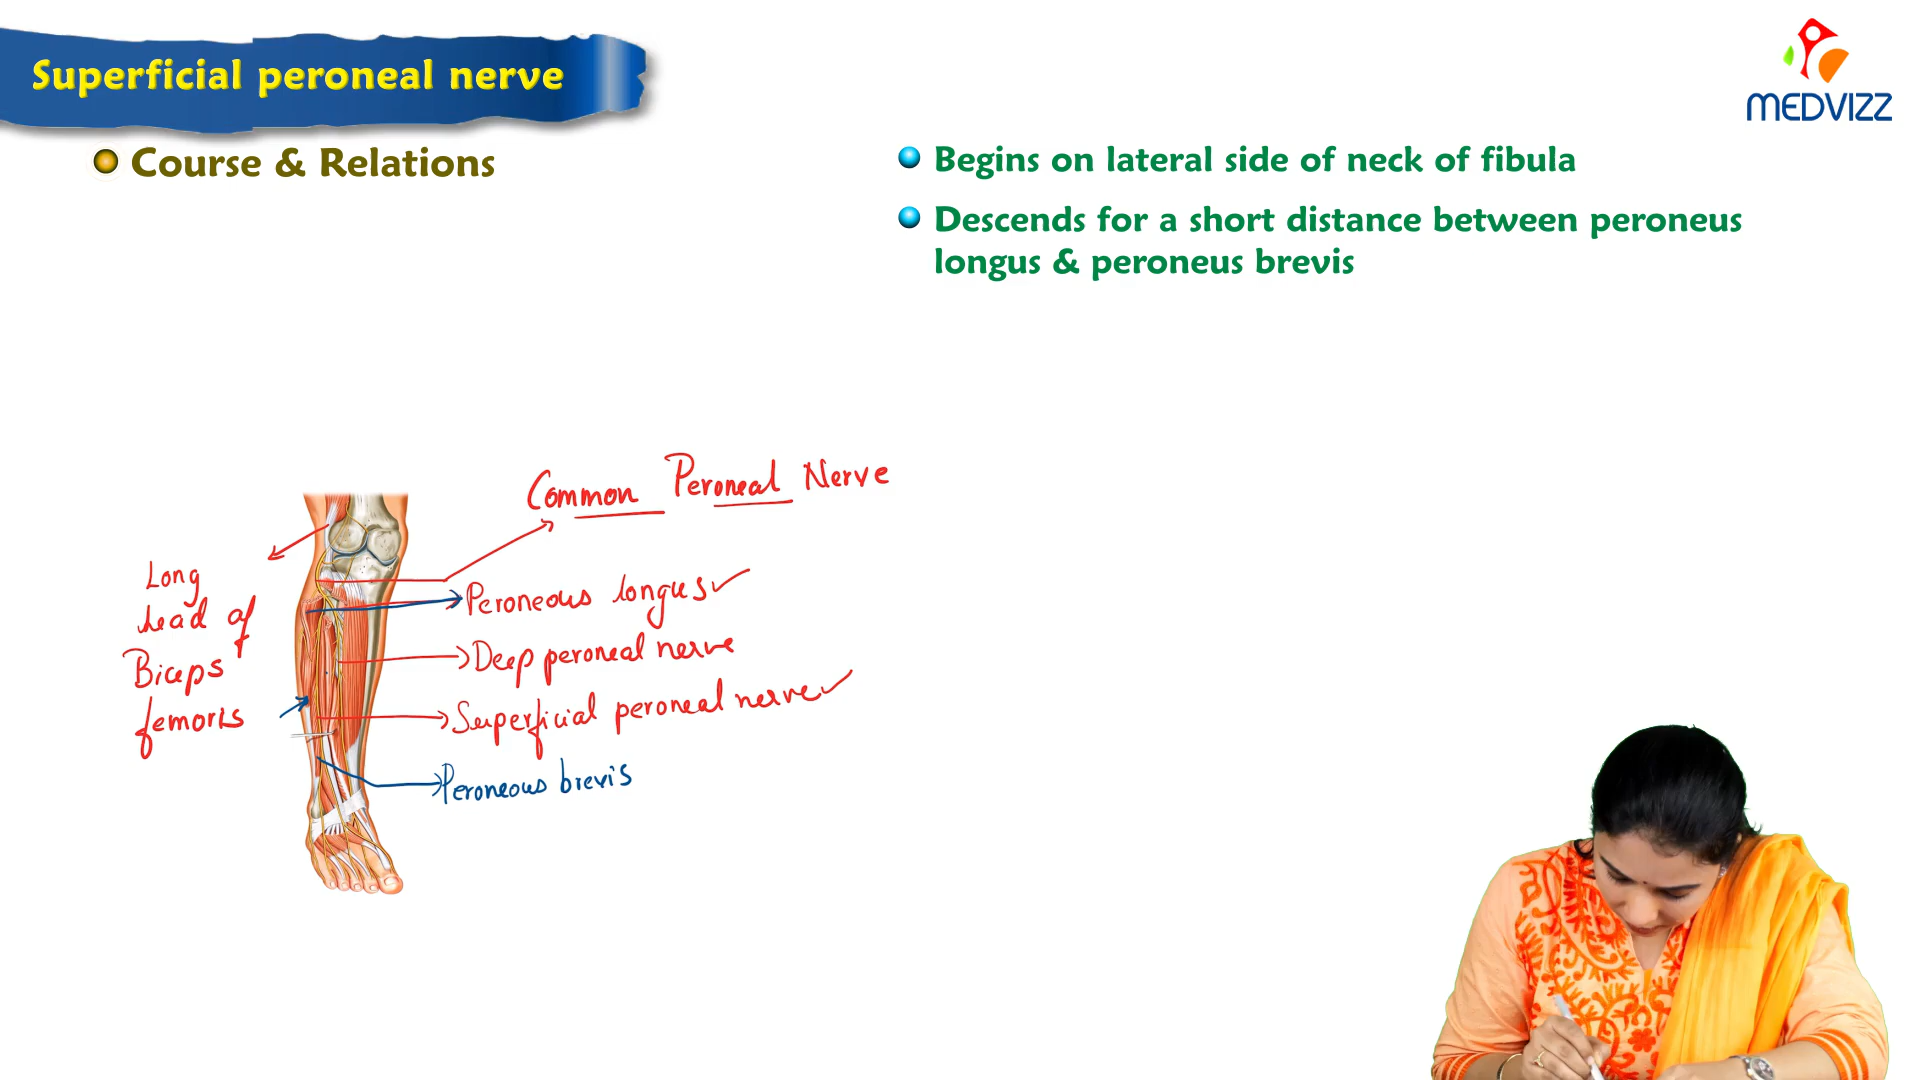 Superficial peroneal nerve
MEDVIZZ
Course & Relations
Begins on lateral side of neck of fibula
Descends for a short distance between peroneus
longus & peroneus brevis
Common Peroneal Nerve
Long
head of
Biceps
femoris
Peroneous longus
Deep peroneal nerve
Superficial peroneal nerve
Peroneous brevis